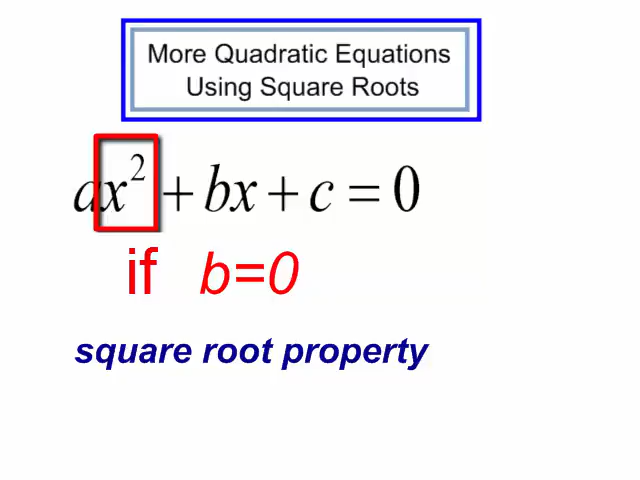 More Quadratic Equations
Using Square Roots
ax² + bx + c = 0
if b=0
square root property